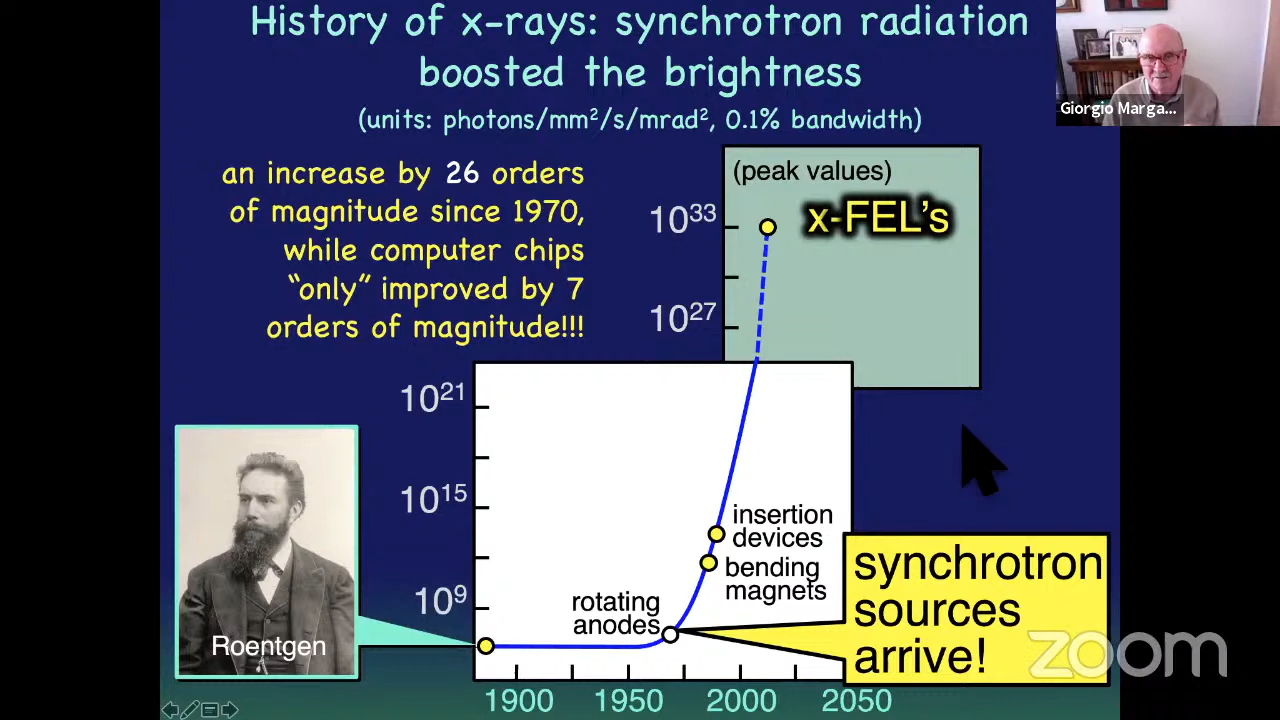 History of x-rays: synchrotron radiation
boosted the brightness
(units: photons/mm²/s/mrad², 0.1% bandwidth)
Giorgio Marga...
an increase by 26 orders
of magnitude since 1970,
while computer chips
“only” improved by 7
orders of magnitude!!!
(peak values)
x-FEL's
10³³
10²⁷
10²¹
10¹⁵
10⁹
insertion
devices
bending
magnets
rotating
anodes
synchrotron
sources
arrive!
Roentgen
zoom
1900 1950 2000 2050